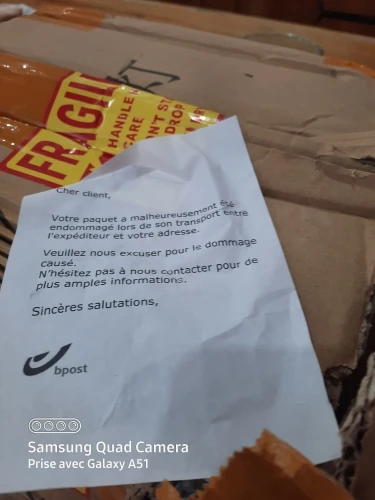 FRAGIL
HANDLE
CARE
DROP
Cher client,
Votre paquet a malheureusement été
endommagé lors de son transport entre
l'expéditeur et votre adresse.
Veuillez nous excuser pour le dommage
causé.
N'hésitez pas à nous contacter pour de
plus amples informations.
Sincères salutations,
bpost
Samsung Quad Camera
Prise avec Galaxy A51